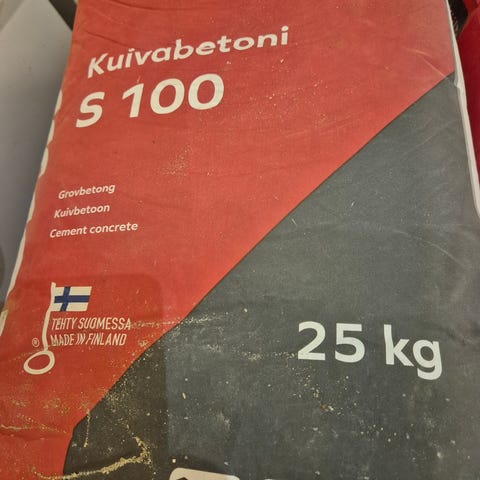 Kuivabetoni
S 100
Grovbetong
Kuivbetoon
Cement concrete
TEHTY SUOMESSA
® MADE IN FINLAND
25 kg